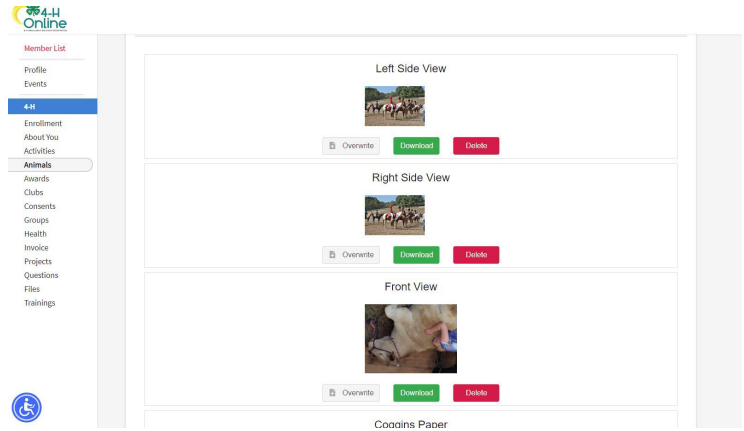 4-H
Online
Member List
Profile
Events
4-H
Enrollment
About You
Activities
Animals
Awards
Clubs
Consents
Groups
Health
Invoice
Projects
Questions
Files
Trainings
Left Side View
Overwrite Download Delete
Right Side View
Overwrite Download Delete
Front View
Overwrite Download Delete
Coggins Paper